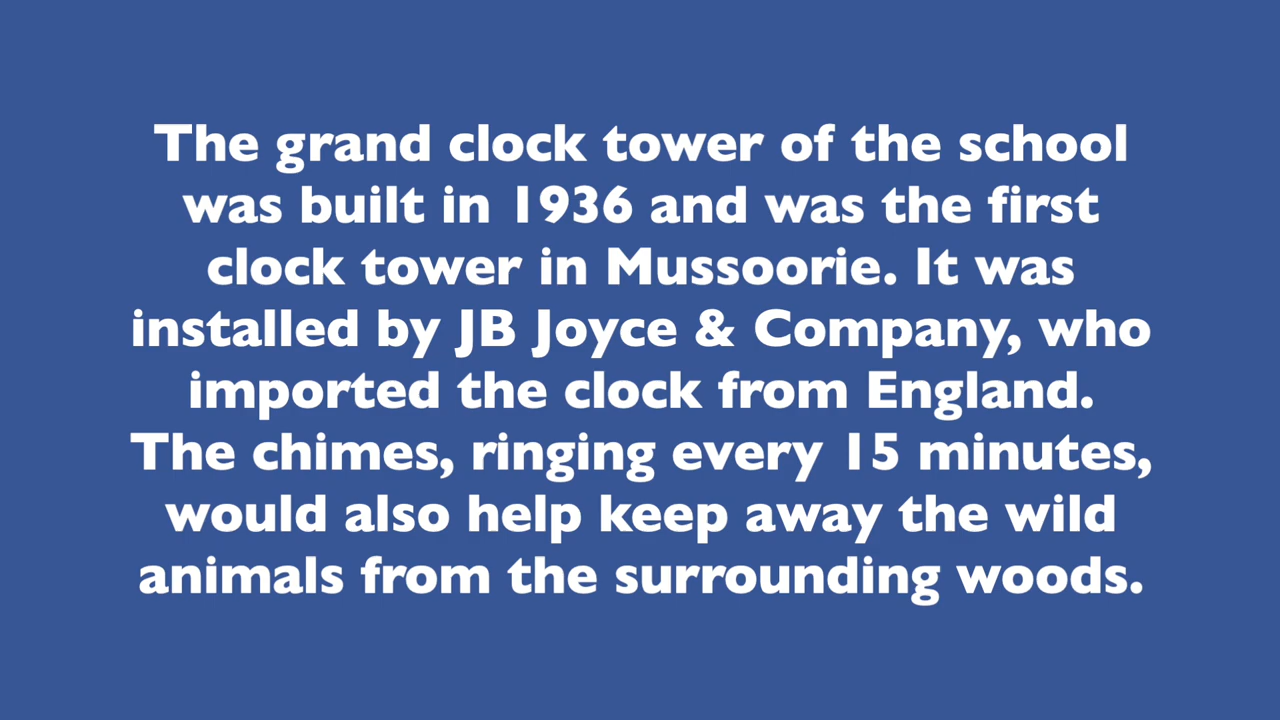 The grand clock tower of the school
was built in 1936 and was the first
clock tower in Mussoorie. It was
installed by JB Joyce & Company, who
imported the clock from England.
The chimes, ringing every 15 minutes,
would also help keep away the wild
animals from the surrounding woods.